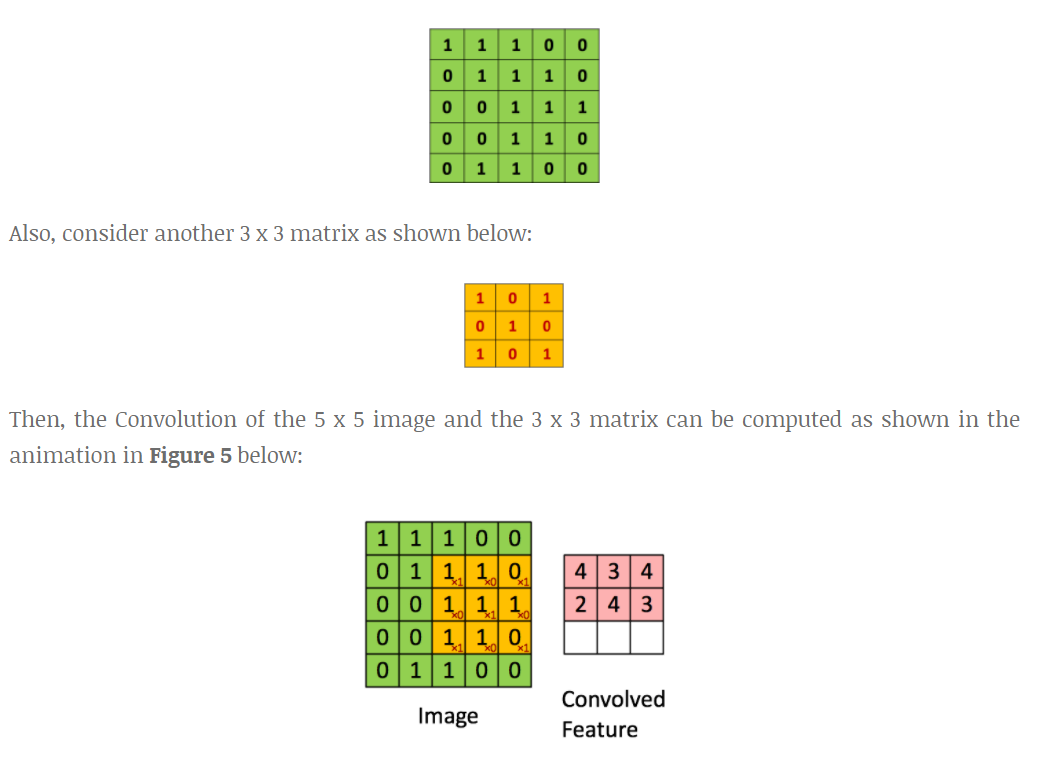 1 1 1 0 0
0 1 1 1 0
0 0 1 1 1
0 0 1 1 0
0 1 1 0 0
Also, consider another 3 x 3 matrix as shown below:
1 0 1
0 1 0
1 0 1
Then, the Convolution of the 5 x 5 image and the 3 x 3 matrix can be computed as shown in the
animation in Figure 5 below:
1 1 1 0 0
0 1 1×1 1×0 0×1
0 0 1×0 1×1 1×0
0 0 1×1 1×0 0×1
0 1 1 0 0
Image
4 3 4
2 4 3
Convolved
Feature